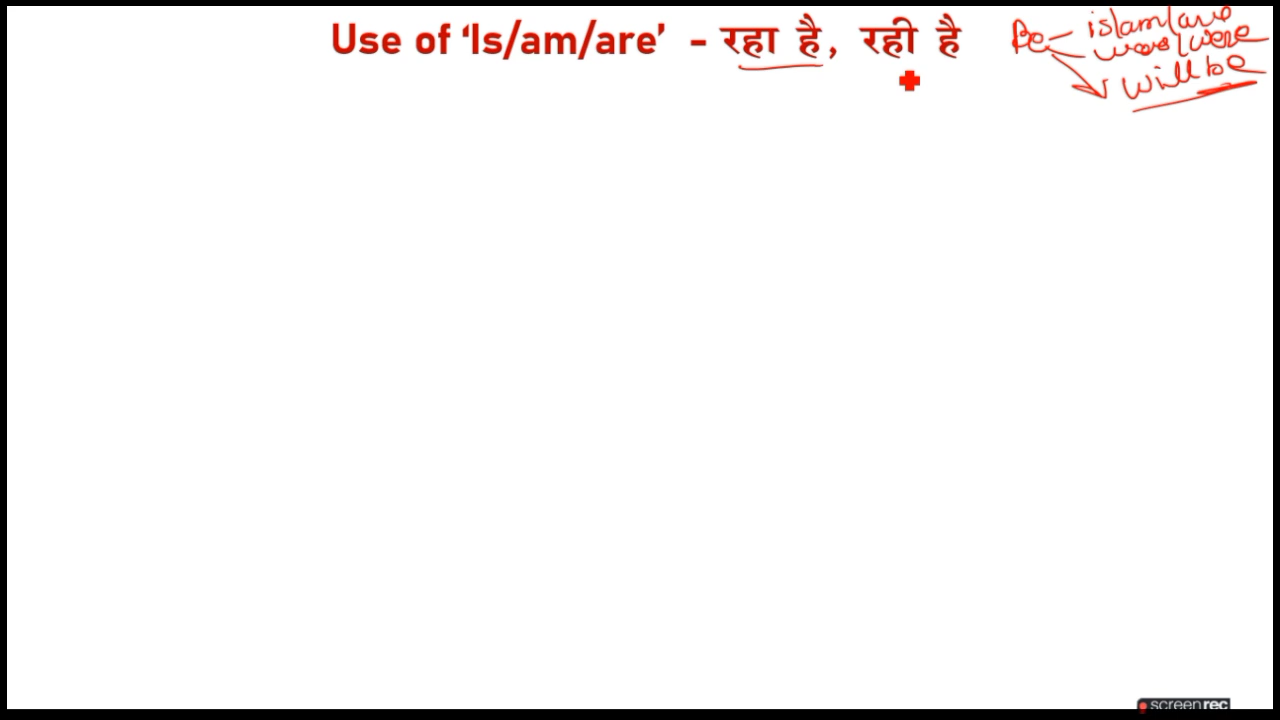 Use of ‘Is/am/are’ - रहा है, रही है
Be - is/am/are
was/were
will be
screenrec